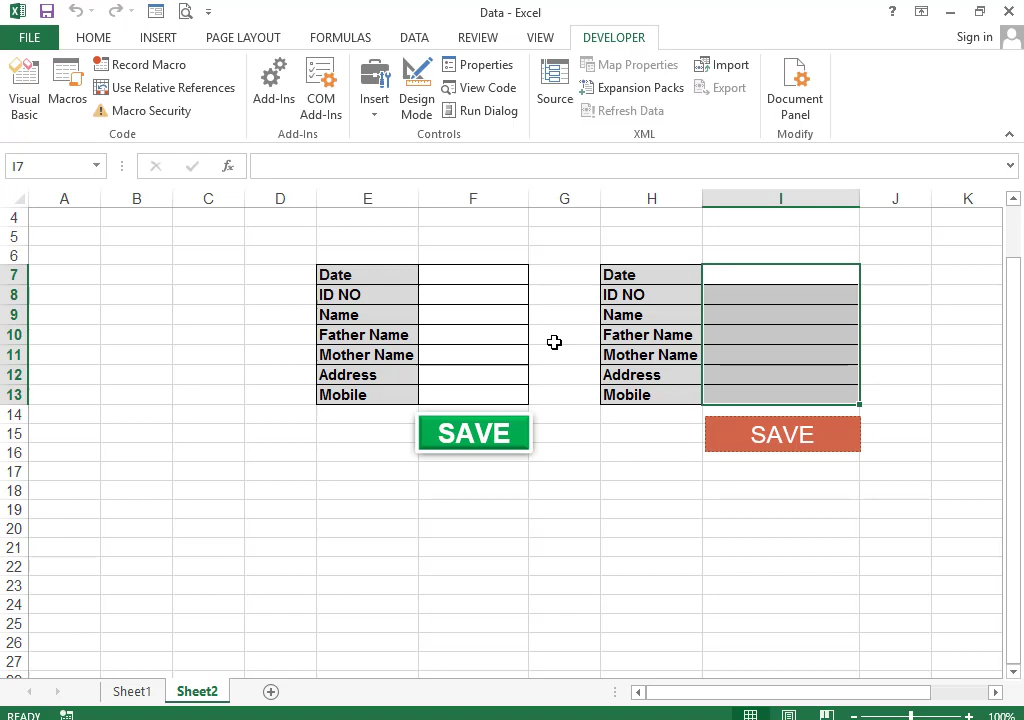 Data - Excel
?
FILE HOME INSERT PAGE LAYOUT FORMULAS DATA REVIEW VIEW DEVELOPER Sign in
Visual Basic
Macros
Record Macro
Use Relative References
Macro Security
Code
Add-Ins
COM Add-Ins
Add-Ins
Insert
Design Mode
Properties
View Code
Run Dialog
Controls
Source
Map Properties
Expansion Packs
Refresh Data
Import
Export
XML
Document Panel
Modify
I7 fx
A B C D E F G H I J K
4
5
6
7 Date Date
8 ID NO ID NO
9 Name Name
10 Father Name Father Name
11 Mother Name Mother Name
12 Address Address
13 Mobile Mobile
14
15 SAVE SAVE
16
17
18
19
20
21
22
23
24
25
26
27
Sheet1 Sheet2
READY 100%